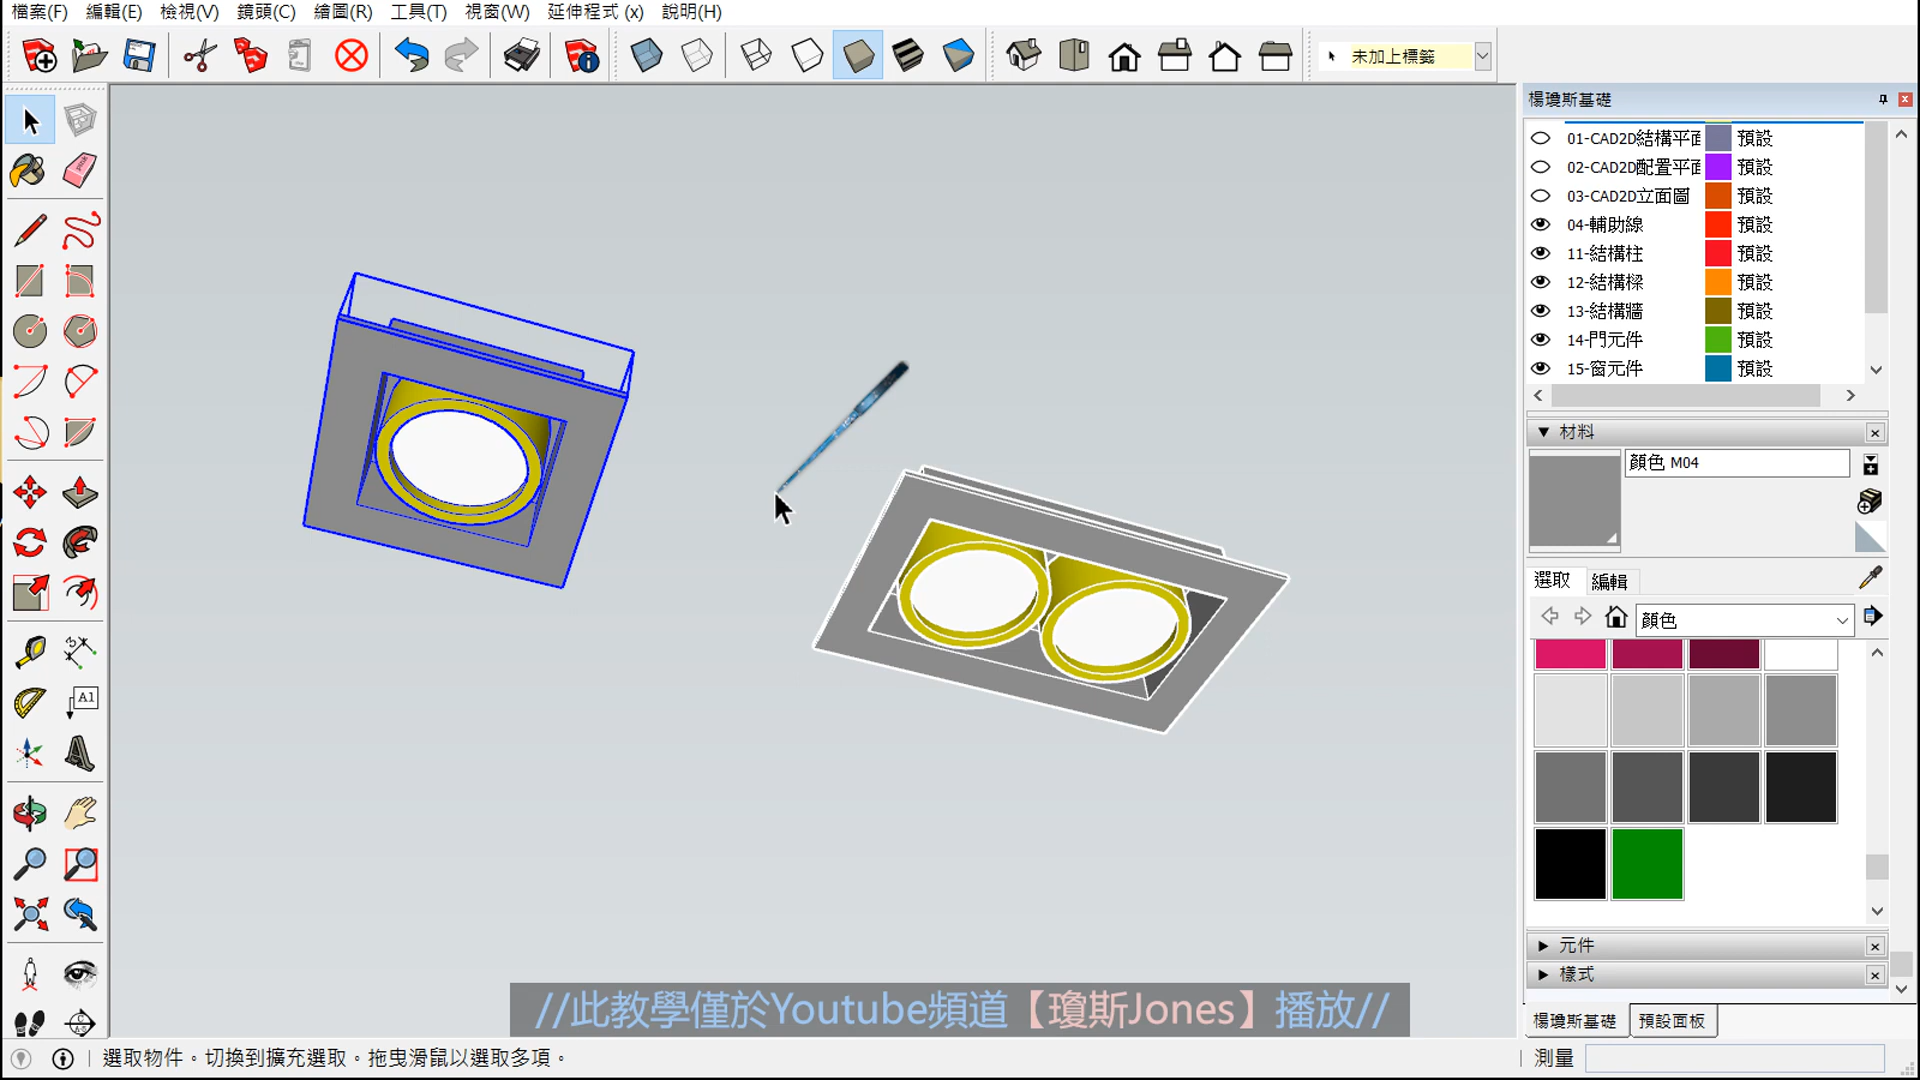 檔案(F) 編輯(E) 檢視(V) 鏡頭(C) 繪圖(R) 工具(T) 視窗(W) 延伸程式 (x) 說明(H)
未加上標籤
楊瓊斯基礎
01-CAD2D結構平面 預設
02-CAD2D配置平面 預設
03-CAD2D立面圖 預設
04-輔助線 預設
11-結構柱 預設
12-結構樑 預設
13-結構牆 預設
14-門元件 預設
15-窗元件 預設
材料
顏色 M04
選取 編輯
顏色
A1
元件
樣式
楊瓊斯基礎 預設面板
//此教學僅於Youtube頻道【瓊斯Jones】播放//
選取物件。切換到擴充選取。拖曳滑鼠以選取多項。
測量